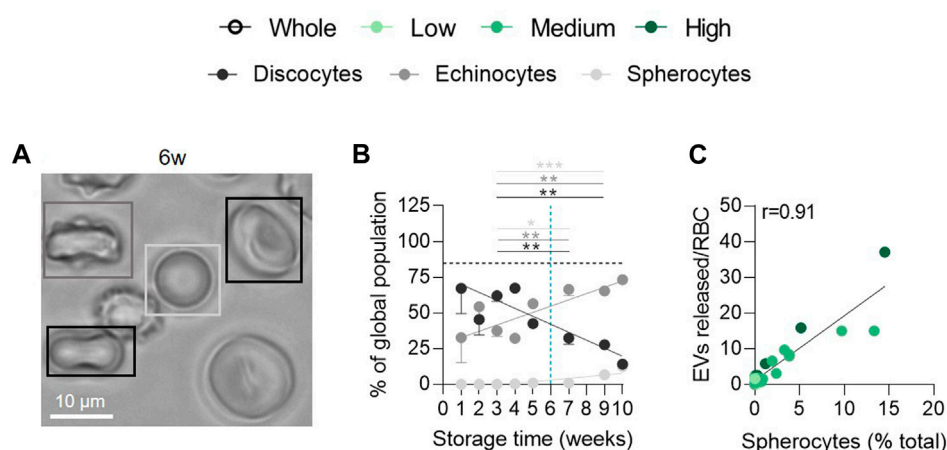 Whole Low Medium High
Discocytes Echinocytes Spherocytes
A
6w
10 µm
B
***
**
**
*
**
**
% of global population
125
100
75
50
25
0
0 1 2 3 4 5 6 7 9 10
Storage time (weeks)
C
r=0.91
EVs released/RBC
50
40
30
20
10
0
0 5 10 15 20
Spherocytes (% total)